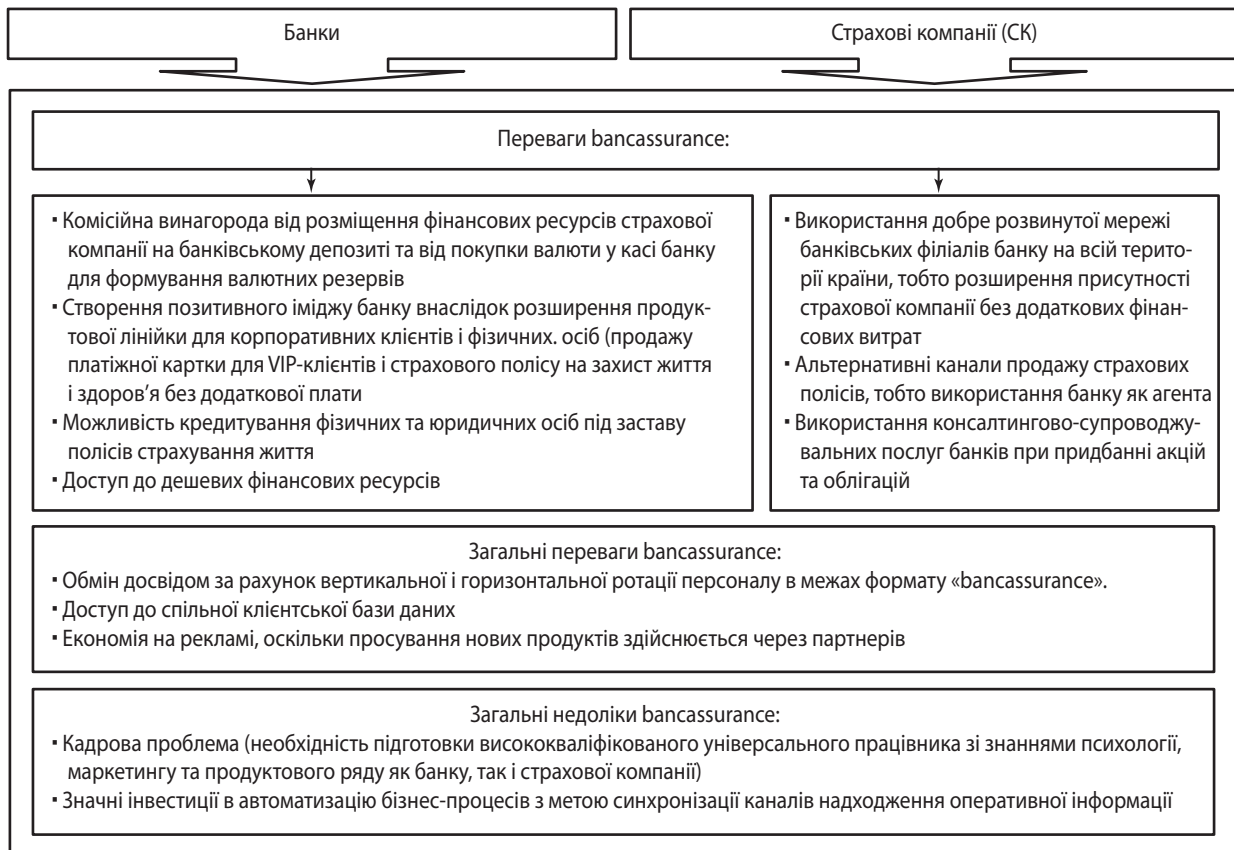 Банки
Страхові компанії (СК)
Переваги bancassurance:
▪ Комісійна винагорода від розміщення фінансових ресурсів страхової
компанії на банківському депозиті та від покупки валюти у касі банку
для формування валютних резервів
▪ Створення позитивного іміджу банку внаслідок розширення продук-
тової лінійки для корпоративних клієнтів і фізичних. осіб (продажу
платіжної картки для VIP-клієнтів і страхового полісу на захист життя
і здоров’я без додаткової плати
▪ Можливість кредитування фізичних та юридичних осіб під заставу
полісів страхування життя
▪ Доступ до дешевих фінансових ресурсів
▪ Використання добре розвинутої мережі
банківських філіалів банку на всій терито-
рії країни, тобто розширення присутності
страхової компанії без додаткових фінан-
сових витрат
▪ Альтернативні канали продажу страхових
полісів, тобто використання банку як агента
▪ Використання консалтингово-супроводжу-
вальних послуг банків при придбанні акцій
та облігацій
Загальні переваги bancassurance:
▪ Обмін досвідом за рахунок вертикальної і горизонтальної ротації персоналу в межах формату «bancassurance».
▪ Доступ до спільної клієнтської бази даних
▪ Економія на рекламі, оскільки просування нових продуктів здійснюється через партнерів
Загальні недоліки bancassurance:
▪ Кадрова проблема (необхідність підготовки висококваліфікованого універсального працівника зі знаннями психології,
маркетингу та продуктового ряду як банку, так і страхової компанії)
▪ Значні інвестиції в автоматизацію бізнес-процесів з метою синхронізації каналів надходження оперативної інформації